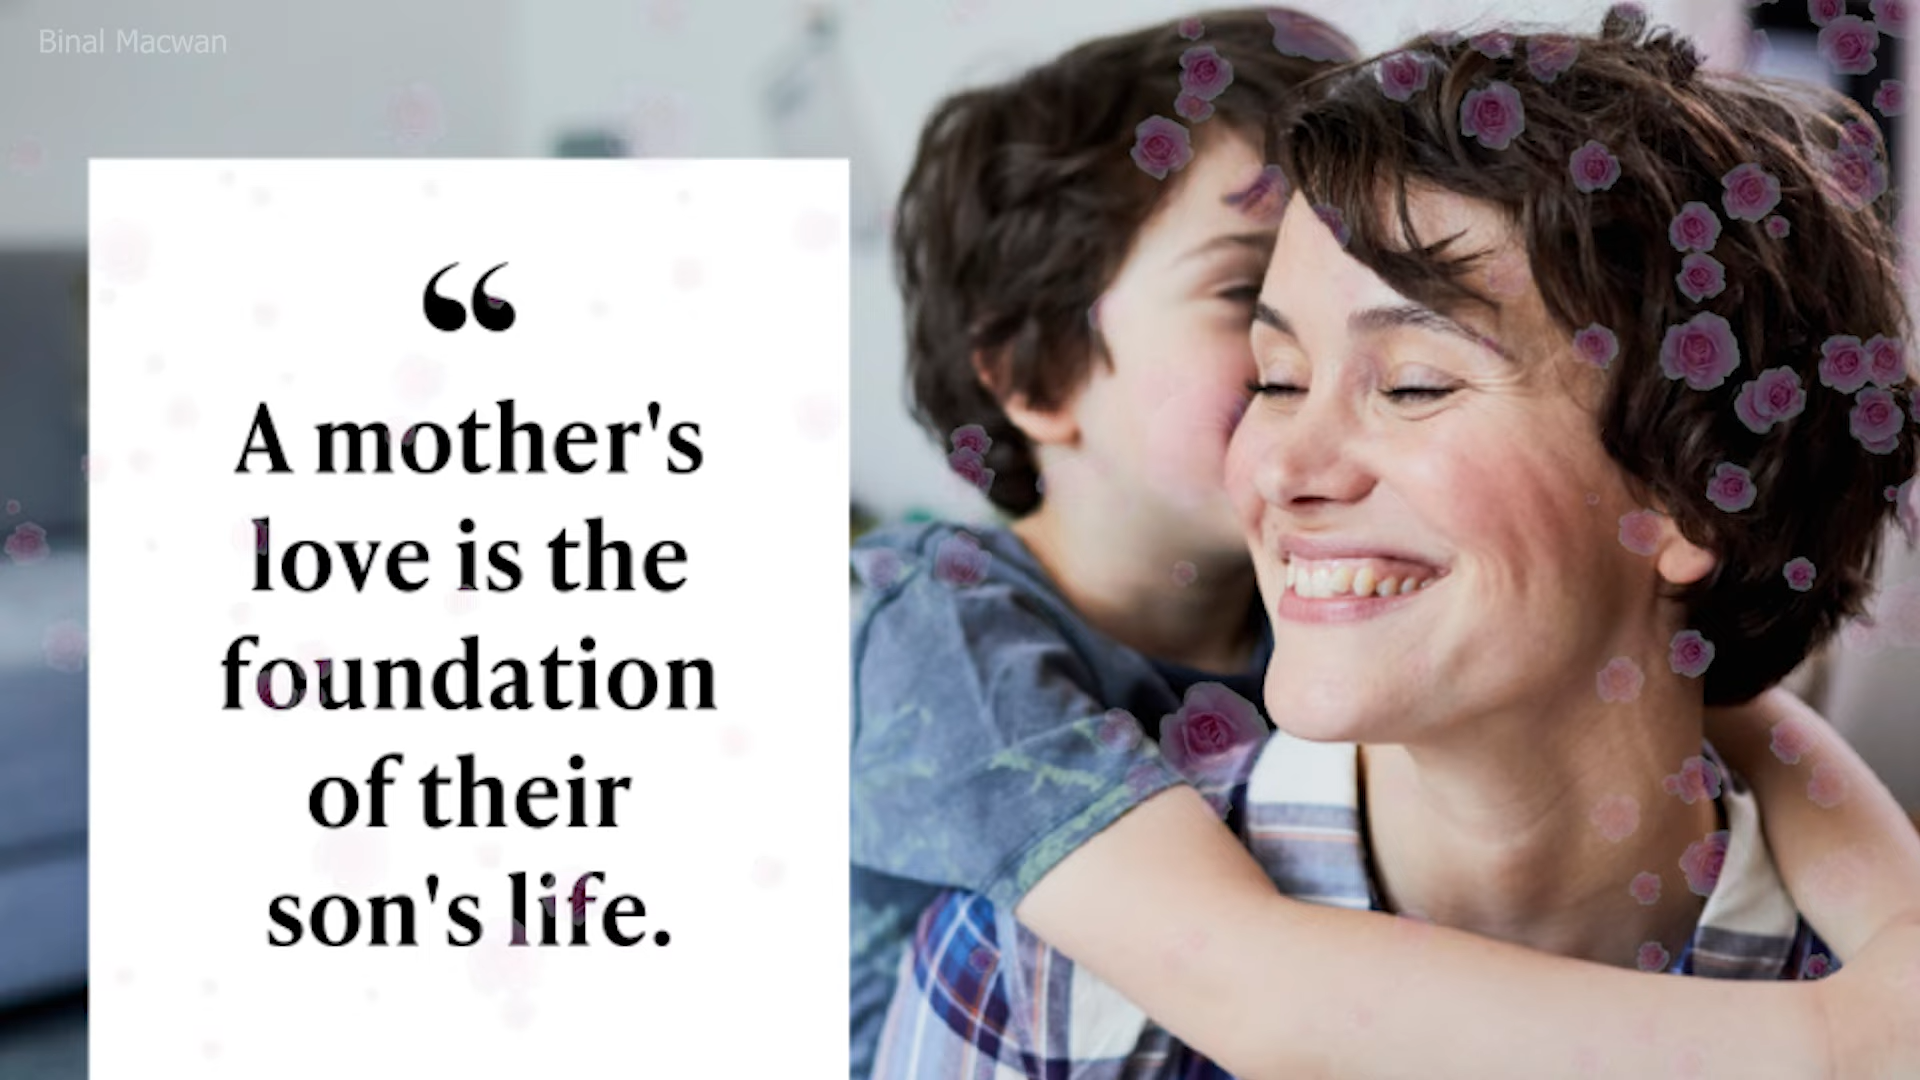 Binal Macwan
“
A mother's
love is the
foundation
of their
son's life.